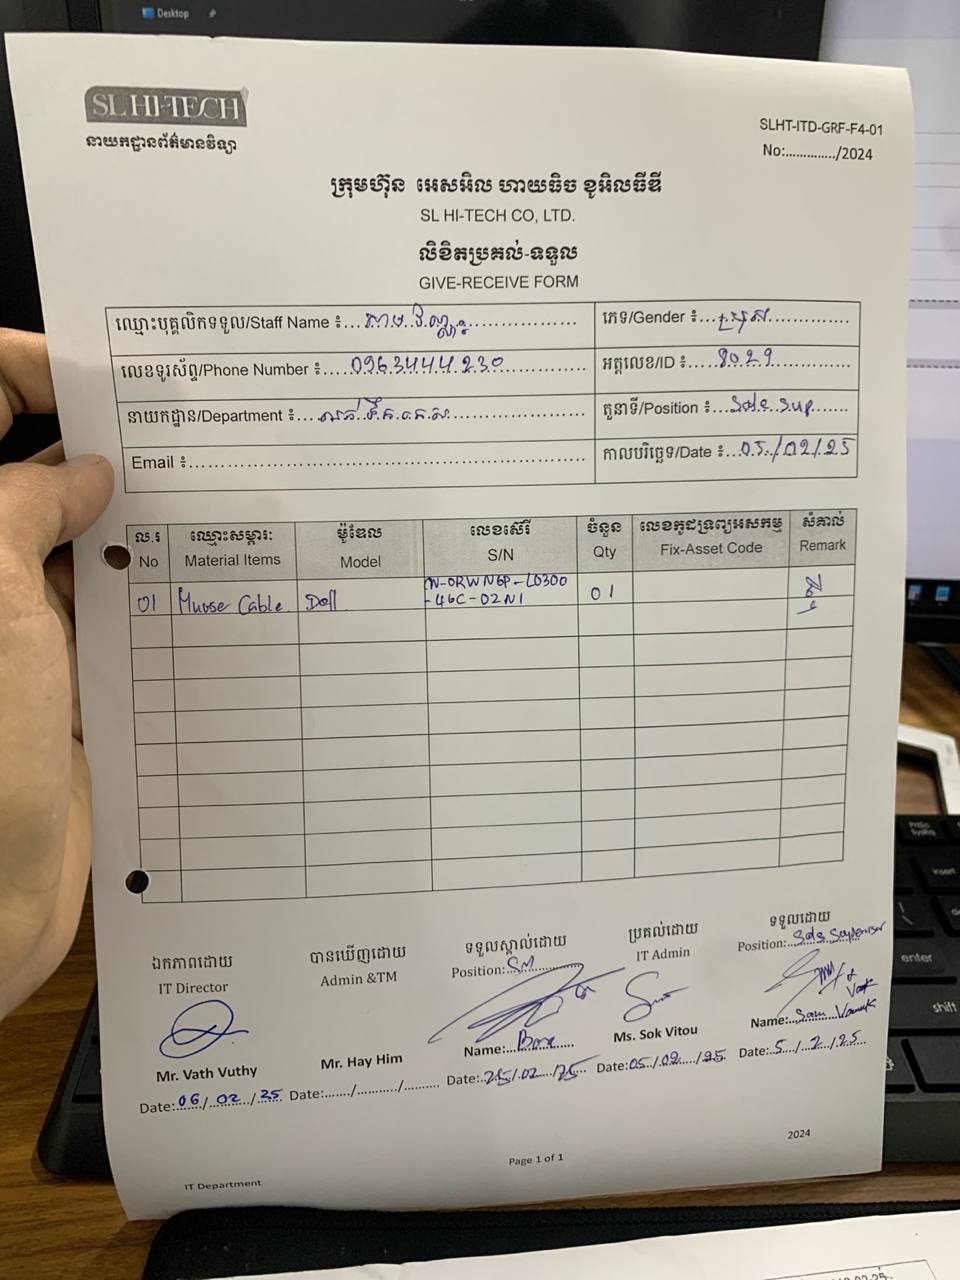 Desktop
SL HI-TECH
នាយកដ្ឋានព័ត៌មានវិទ្យា
SLHT-ITD-GRF-F4-01
No:............../2024
ក្រុមហ៊ុន អេសអិល ហាយធិច ខូអិលធីឌី
SL HI-TECH CO, LTD.
លិខិតប្រគល់-ទទួល
GIVE-RECEIVE FORM
ឈ្មោះបុគ្គលិកទទួល/Staff Name ៖
ភេទ/Gender ៖...ស្រុស
លេខទូរស័ព្ទ/Phone Number ៖....0963444230
អត្តលេខ/ID ៖.....8029
នាយកដ្ឋាន/Department ៖
តួនាទី/Position ៖...Sale Sup
Email ៖
កាលបរិច្ឆេទ/Date ៖...05/02/25
ល.រ ឈ្មោះសម្ភារៈ ម៉ូឌែល លេខស៊េរី ចំនួន លេខកូដទ្រព្យអសកម្ម សំគាល់
No Material Items Model S/N Qty Fix-Asset Code Remark
01 Muose Cable Doll 01
-46C-02N1
ឯកភាពដោយ បានឃើញដោយ ទទួលស្គាល់ដោយ ប្រគល់ដោយ ទទួលដោយ
IT Director Admin &TM Position:..SM IT Admin Position:
Mr. Vath Vuthy Mr. Hay Him Name:...Bora Ms. Sok Vitou Name:..Sam
Date:06/02/25 Date:......./.........../.......... Date:25/02/25 Date:05/02/25 Date:5/2/25
2024
Page 1 of 1
IT Department
PrtSc
SysRq
Insert
enter
shift